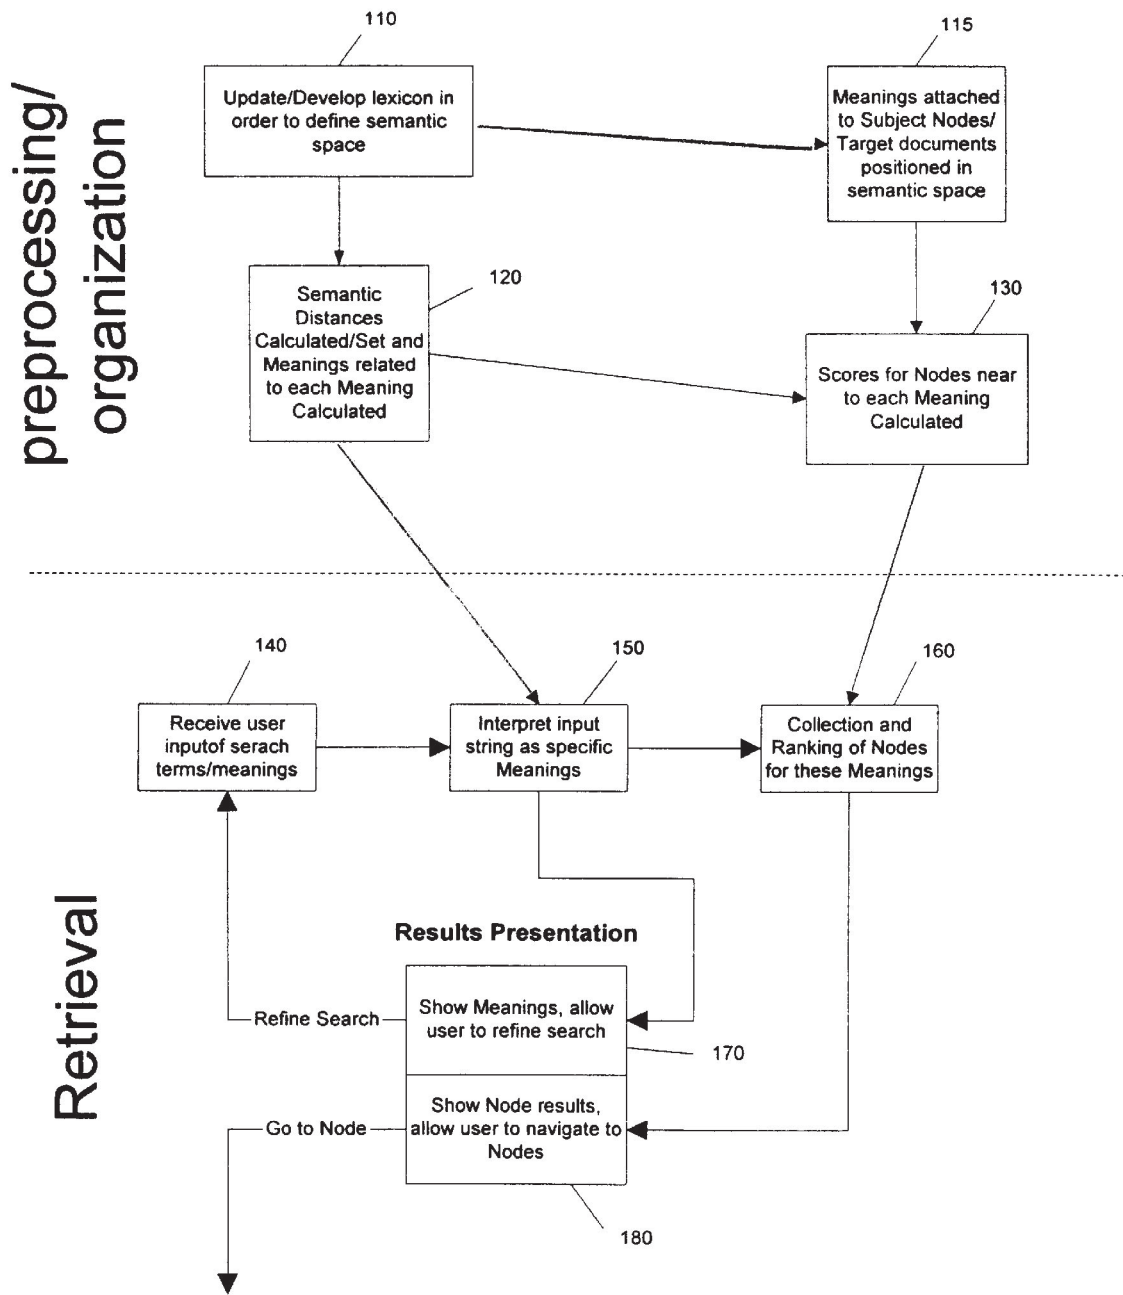 preprocessing/
organization
110
Update/Develop lexicon in
order to define semantic
space
115
Meanings attached
to Subject Nodes/
Target documents
positioned in
semantic space
120
Semantic
Distances
Calculated/Set and
Meanings related
to each Meaning
Calculated
130
Scores for Nodes near
to each Meaning
Calculated
Retrieval
140
Receive user
inputof serach
terms/meanings
150
Interpret input
string as specific
Meanings
160
Collection and
Ranking of Nodes
for these Meanings
Results Presentation
Refine Search
Show Meanings, allow
user to refine search
170
Go to Node
Show Node results,
allow user to navigate to
Nodes
180